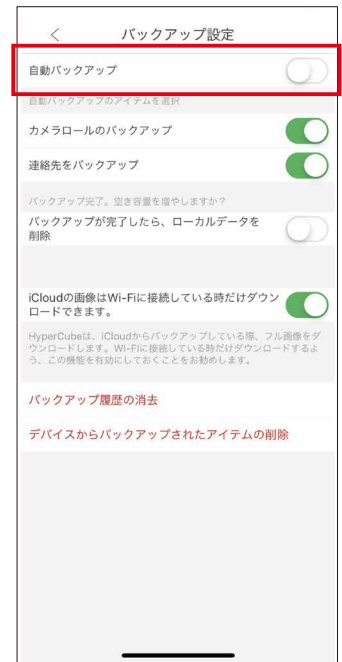 バックアップ設定
自動バックアップ
自動バックアップのアイテムを選択
カメラロールのバックアップ
連絡先をバックアップ
バックアップ完了。空き容量を増やしますか？
バックアップが完了したら、ローカルデータを
削除
iCloudの画像はWi-Fiに接続している時だけダウン
ロードできます。
HyperCubeは、iCloudからバックアップしている際、フル画像をダ
ウンロードします。WI-FIに接続している時だけダウンロードするよ
う、この機能を有効にしておくことをお勧めします。
バックアップ履歴の消去
デバイスからバックアップされたアイテムの削除